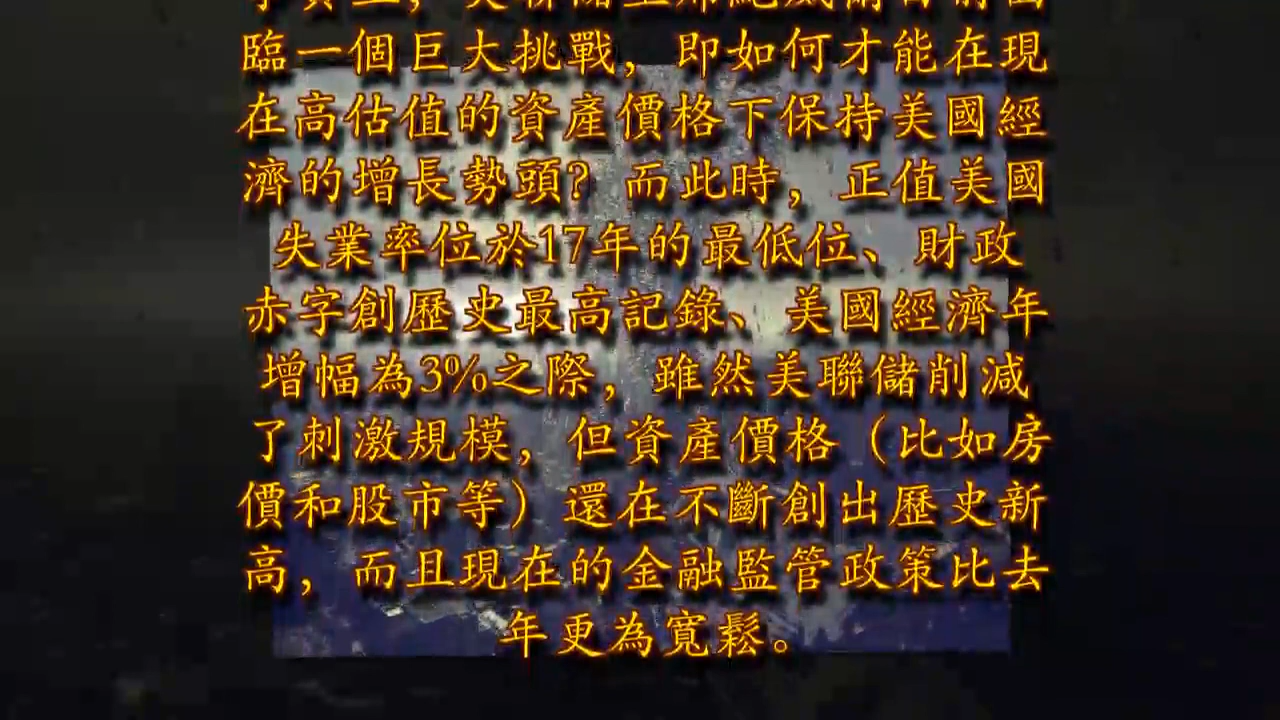 臨一個巨大挑戰，即如何才能在現
在高估值的資產價格下保持美國經
濟的增長勢頭？而此時，正值美國
失業率位於17年的最低位、財政
赤字創歷史最高記錄、美國經濟年
增幅為3%之際，雖然美聯儲削減
了刺激規模，但資產價格（比如房
價和股市等）還在不斷創出歷史新
高，而且現在的金融監管政策比去
年更為寬鬆。